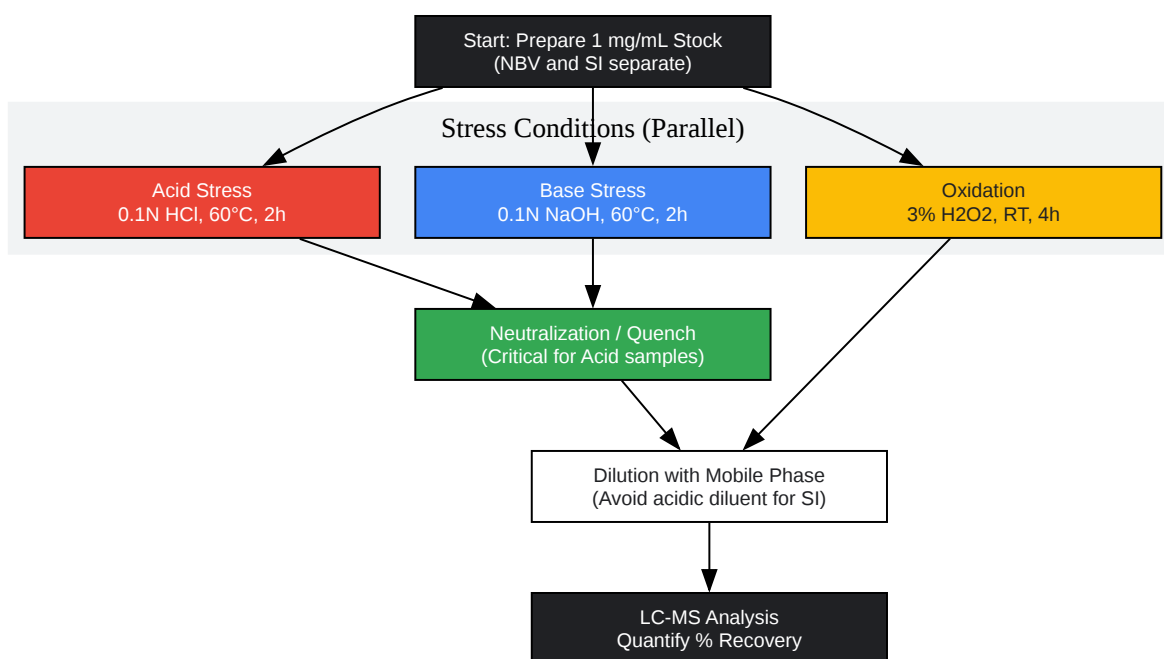 Start: Prepare 1 mg/mL Stock
(NBV and SI separate)
Stress Conditions (Parallel)
Acid Stress
0.1N HCl, 60°C, 2h
Base Stress
0.1N NaOH, 60°C, 2h
Oxidation
3% H2O2, RT, 4h
Neutralization / Quench
(Critical for Acid samples)
Dilution with Mobile Phase
(Avoid acidic diluent for SI)
LC-MS Analysis
Quantify % Recovery